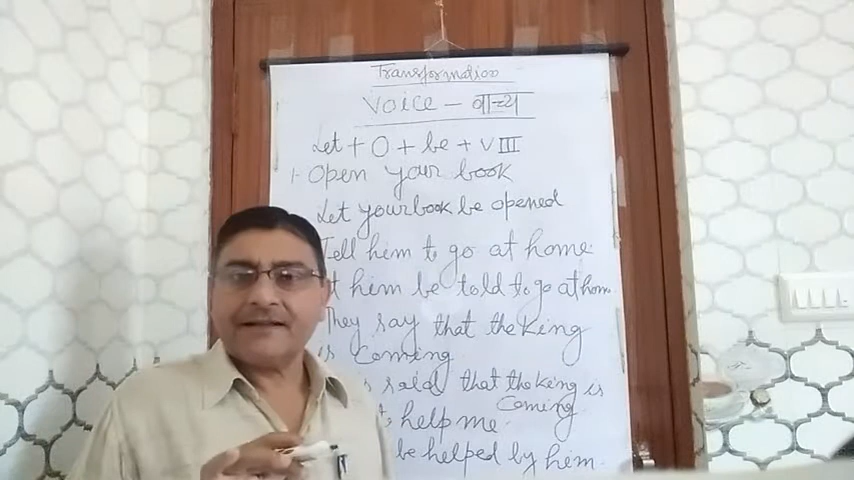 Transformation
Voice - वाच्य
Let + O + be + V III
1- Open your book
Let your book be opened
Tell him to go at home.
him be told to go at home
They say that the King
is Coming
said that the King is
Coming
help me.
be helped by him.